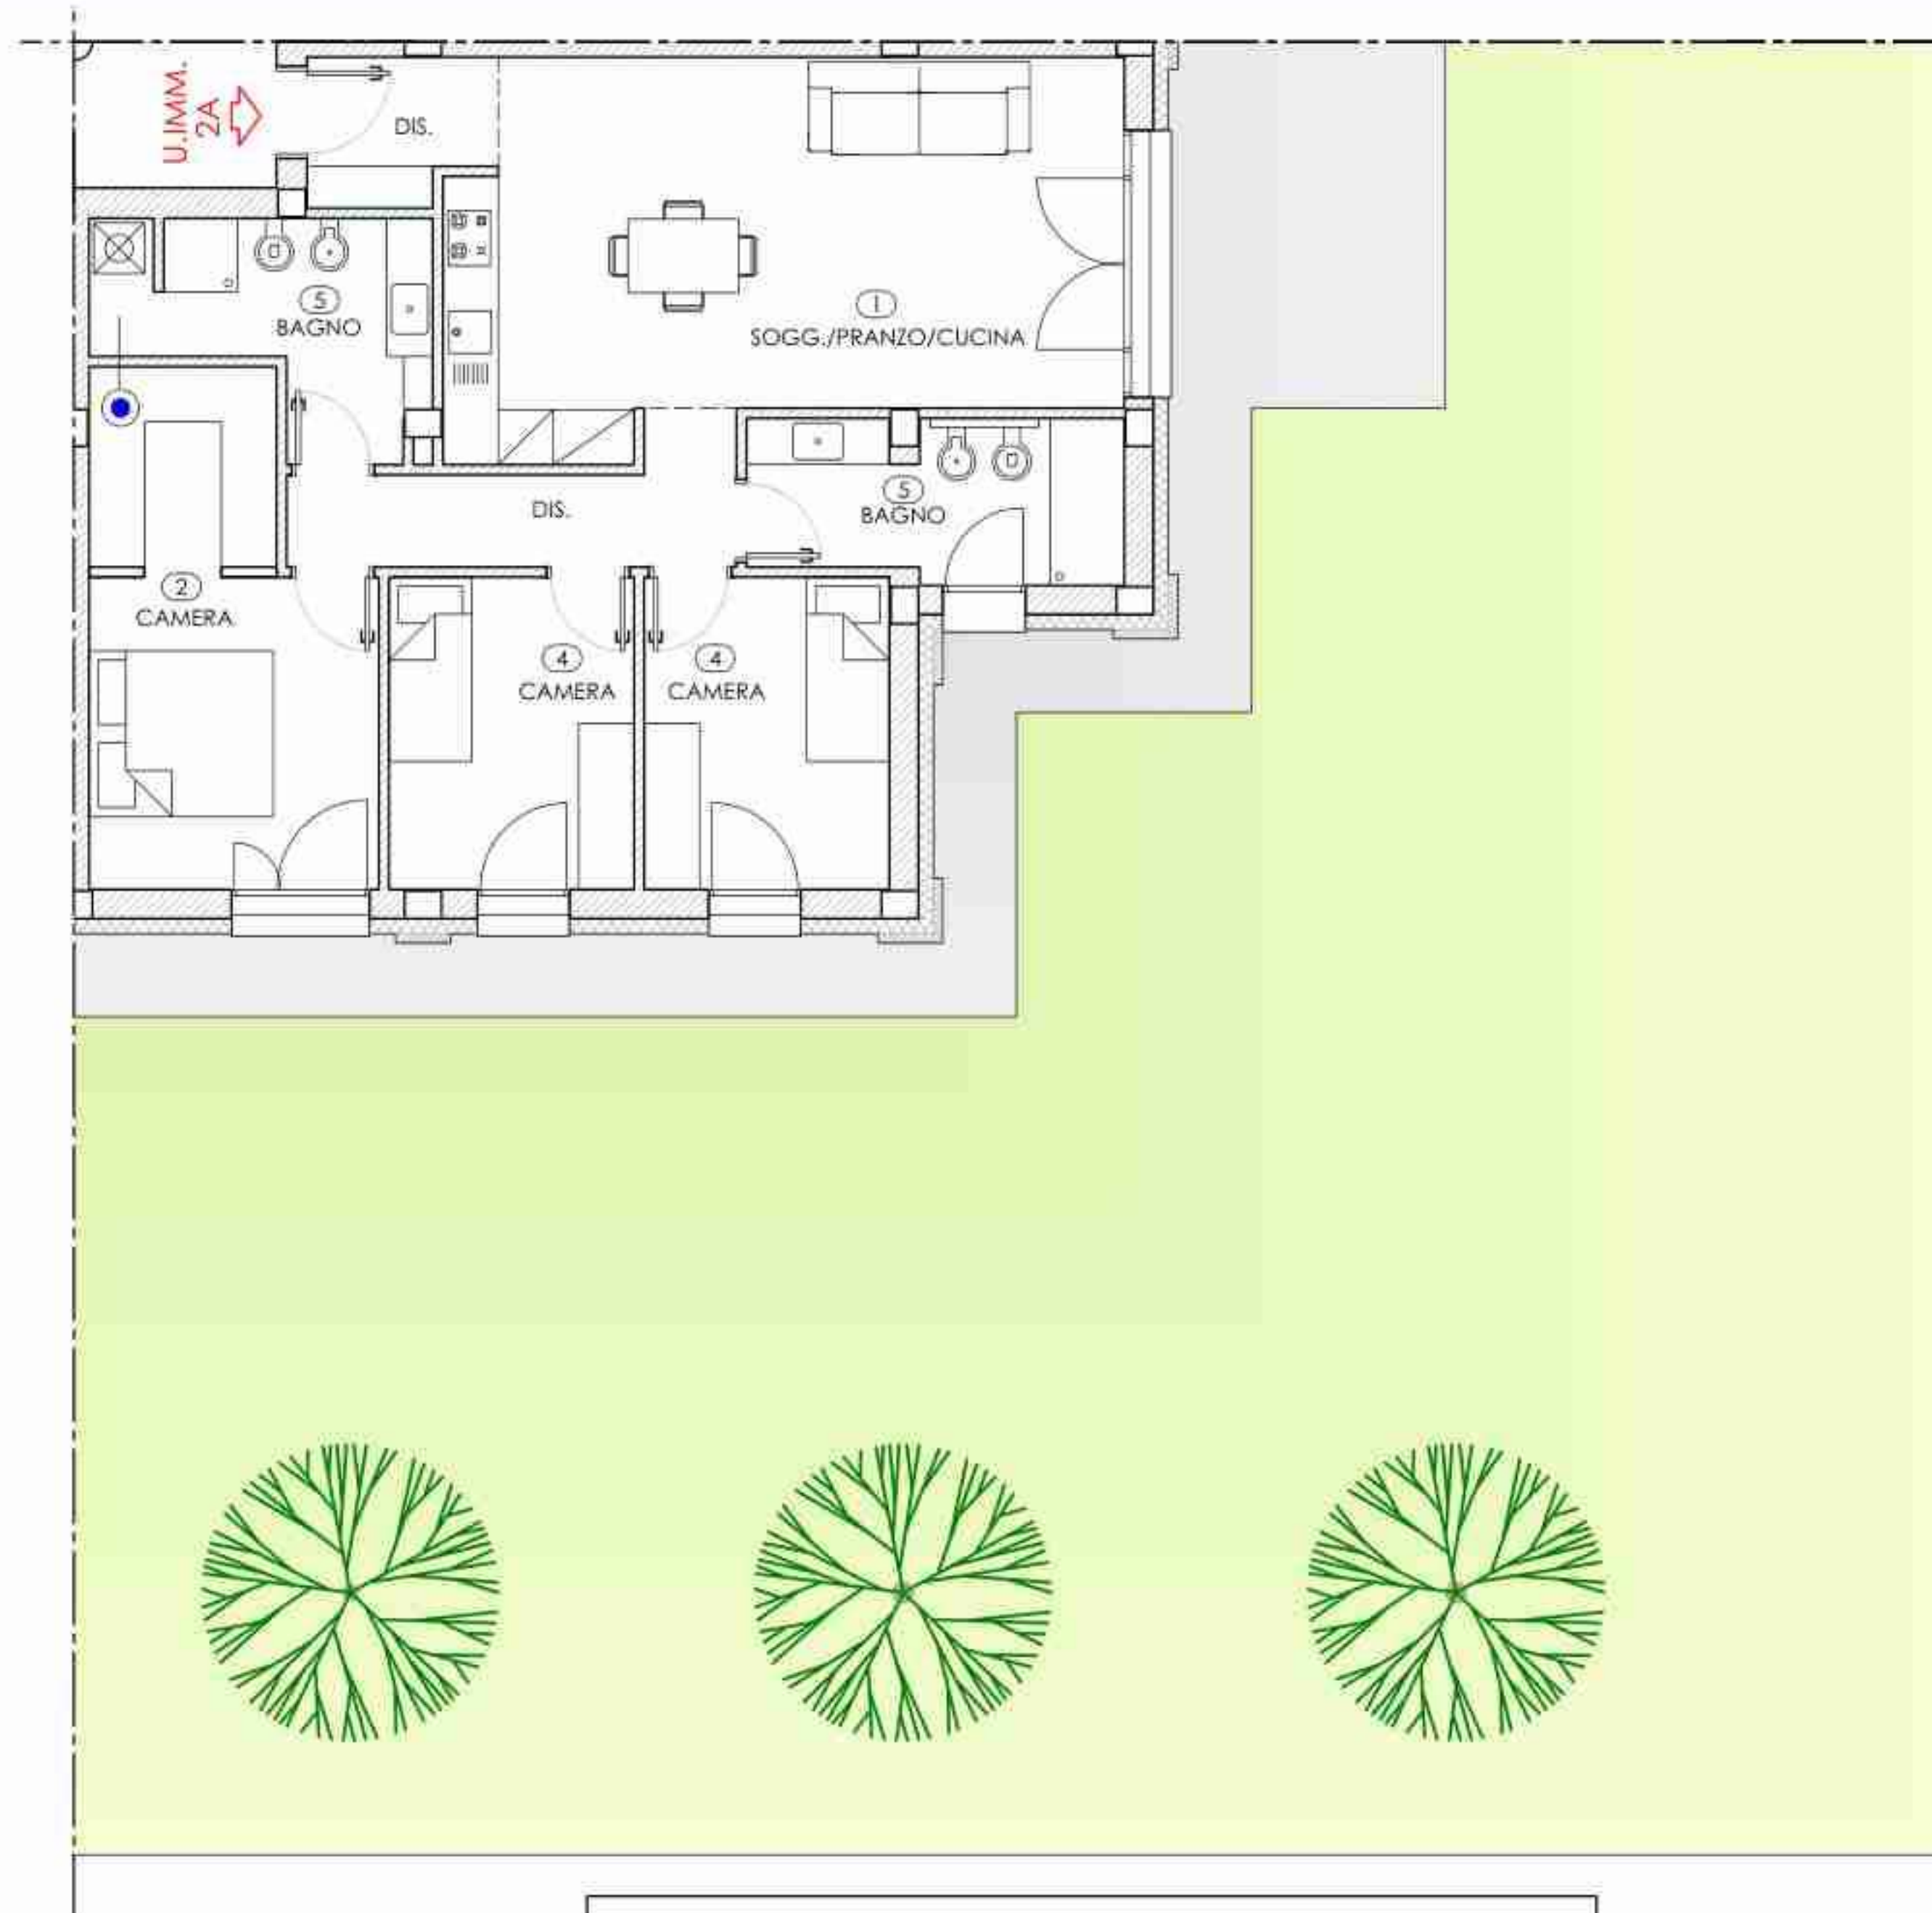 U.IMM.
2A
DIS.
5
BAGNO
1
SOGG./PRANZO/CUCINA
DIS.
5
BAGNO
2
CAMERA
4
CAMERA
4
CAMERA